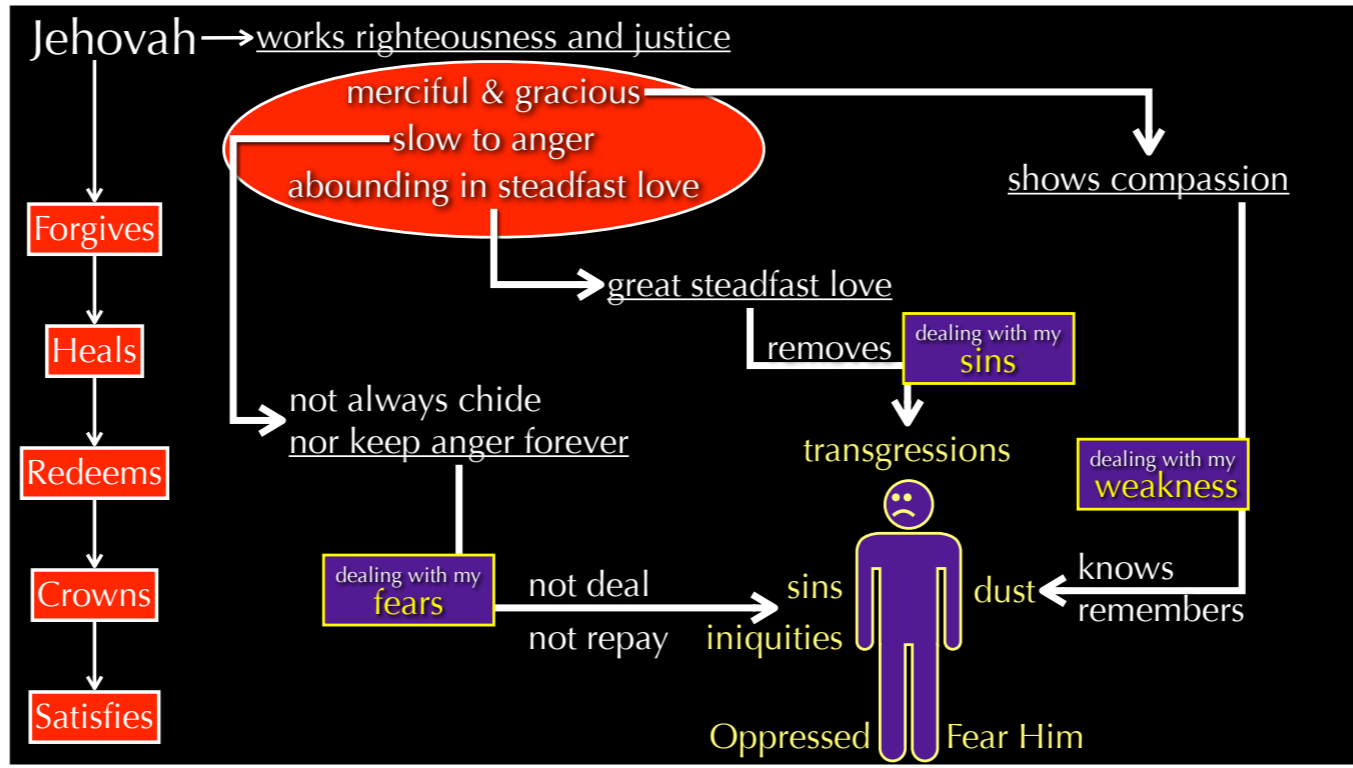 Jehovah
works righteousness and justice
merciful & gracious
slow to anger
abounding in steadfast love
shows compassion
Forgives
great steadfast love
Heals
removes
dealing with my
sins
not always chide
nor keep anger forever
transgressions
Redeems
dealing with my
weakness
dealing with my
fears
not deal
not repay
sins
iniquities
dust
knows
remembers
Crowns
Satisfies
Oppressed
Fear Him